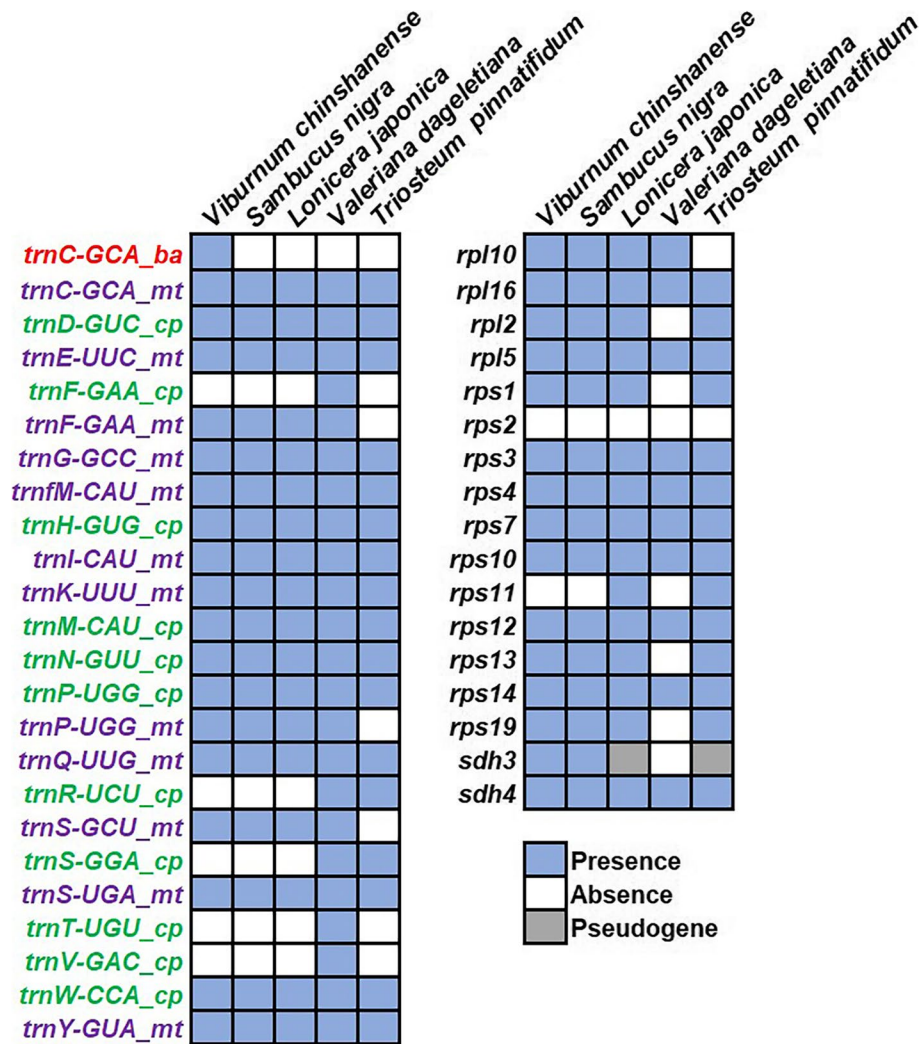 Viburnum chinshanense
Sambucus nigra
Lonicera japonica
Valeriana dageletiana
Triosteum pinnatifidum
trnC-GCA_ba
trnC-GCA_mt
trnD-GUC_cp
trnE-UUC_mt
trnF-GAA_cp
trnF-GAA_mt
trnG-GCC_mt
trnfM-CAU_mt
trnH-GUG_cp
trnI-CAU_mt
trnK-UUU_mt
trnM-CAU_cp
trnN-GUU_cp
trnP-UGG_cp
trnP-UGG_mt
trnQ-UUG_mt
trnR-UCU_cp
trnS-GCU_mt
trnS-GGA_cp
trnS-UGA_mt
trnT-UGU_cp
trnV-GAC_cp
trnW-CCA_cp
trnY-GUA_mt
Viburnum chinshanense
Sambucus nigra
Lonicera japonica
Valeriana dageletiana
Triosteum pinnatifidum
rpl10
rpl16
rpl2
rpl5
rps1
rps2
rps3
rps4
rps7
rps10
rps11
rps12
rps13
rps14
rps19
sdh3
sdh4
Presence
Absence
Pseudogene